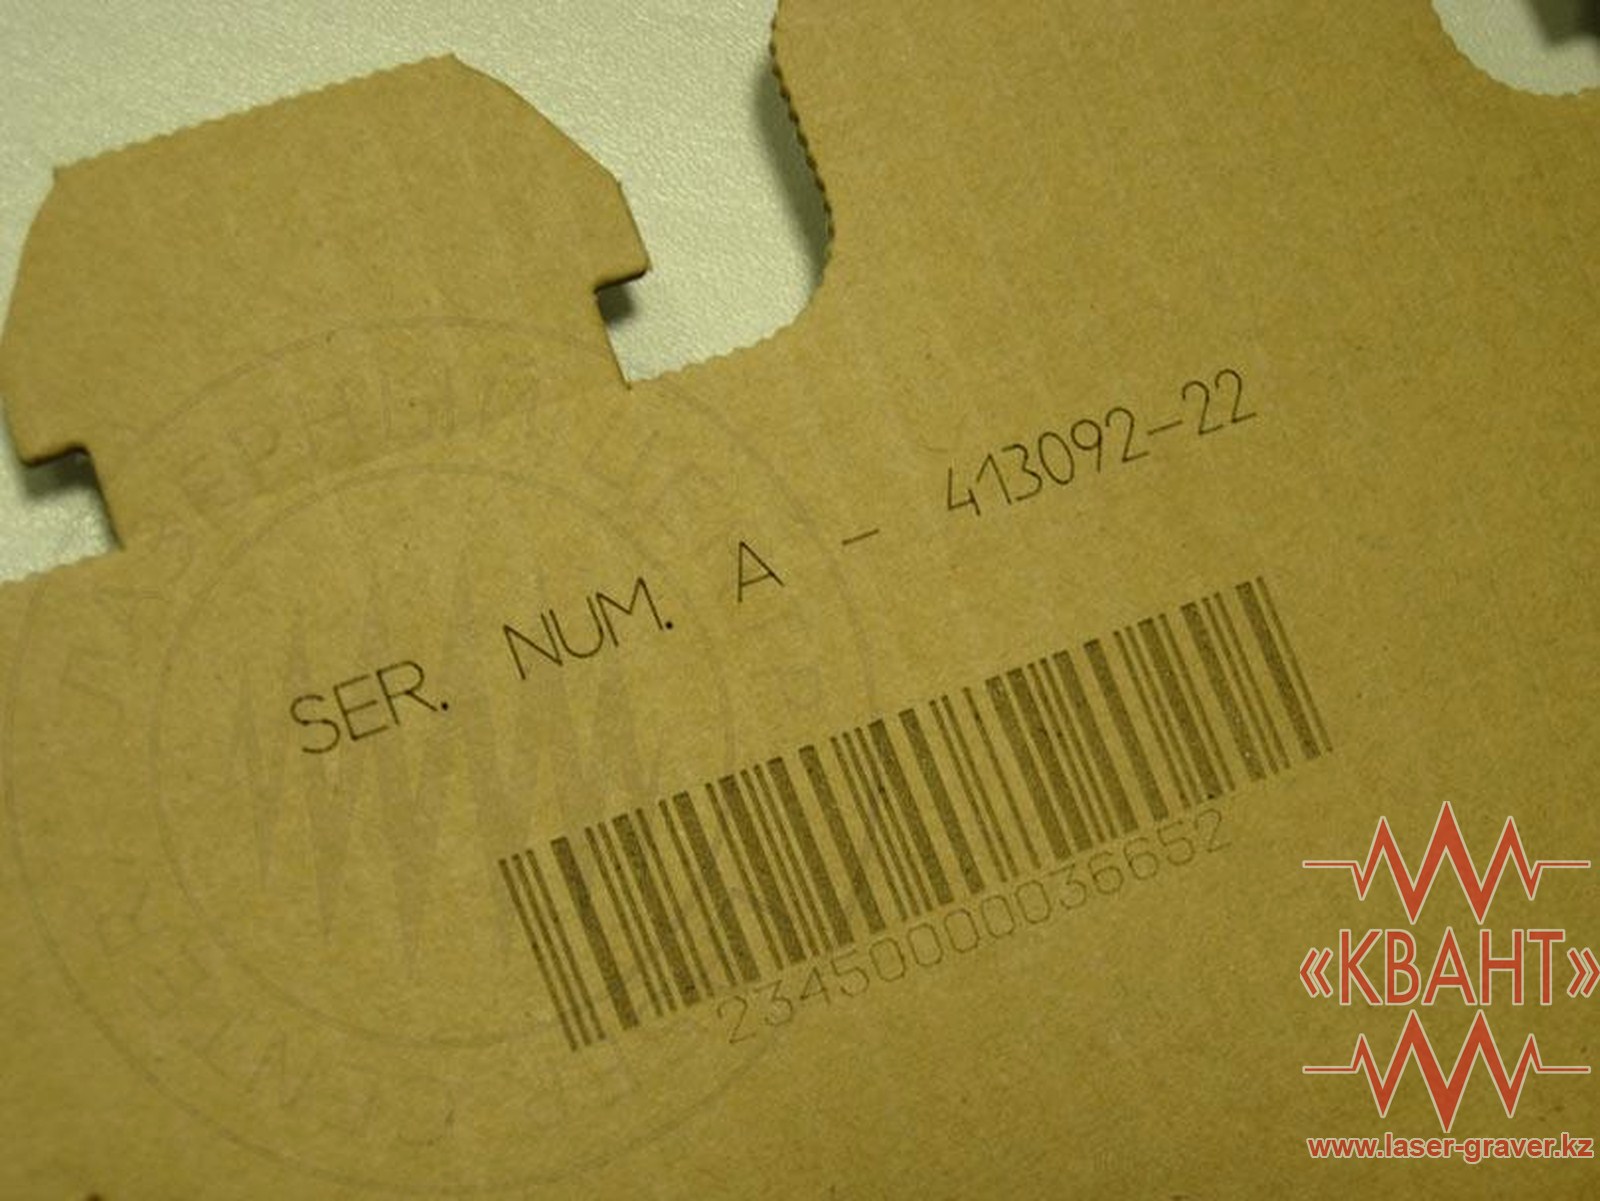 SER. NUM. A - 413092-22
2345000036652
«КВАНТ»
www.laser-graver.kz